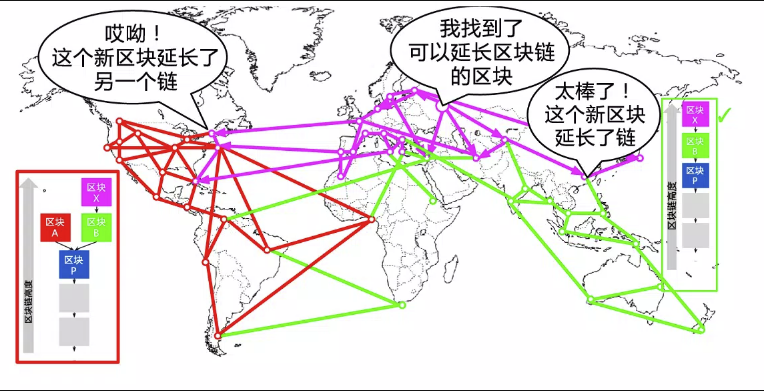 哎呦！
这个新区块延长了
另一个链
我找到了
可以延长区块链
的区块
太棒了！
这个新区块
延长了链
区块
X
区块
A
区块
B
区块
P
区块链高度
区块
X
区块
B
区块
P
区块链高度